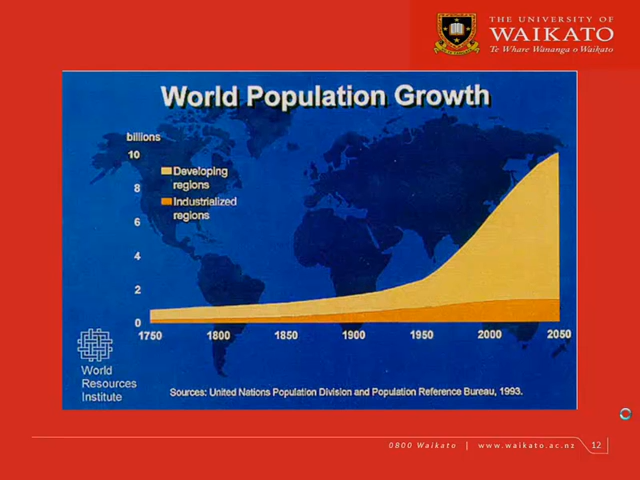 THE UNIVERSITY OF
WAIKATO
Te Whare Wānanga o Waikato
World Population Growth
billions
10
8
6
4
2
0
Developing
regions
Industrialized
regions
1750 1800 1850 1900 1950 2000 2050
World
Resources
Institute
Sources: United Nations Population Division and Population Reference Bureau, 1993.
0800 Waikato | www.waikato.ac.nz 12